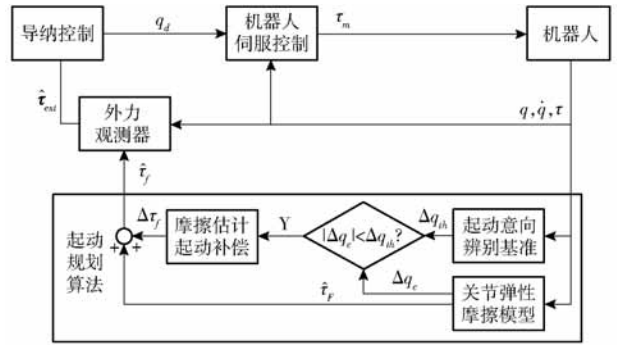 导纳控制
q_d
机器人
伺服控制
τ_m
机器人
τ̂_ext
外力
观测器
q, q̇, τ
τ̂_f
起动
规划
算法
Δτ_f
+
+
摩擦估计
起动补偿
Y
|Δq_e|<Δq_th?
Δq_th
起动意向
辨别基准
Δq_e
τ̂_F
关节弹性
摩擦模型